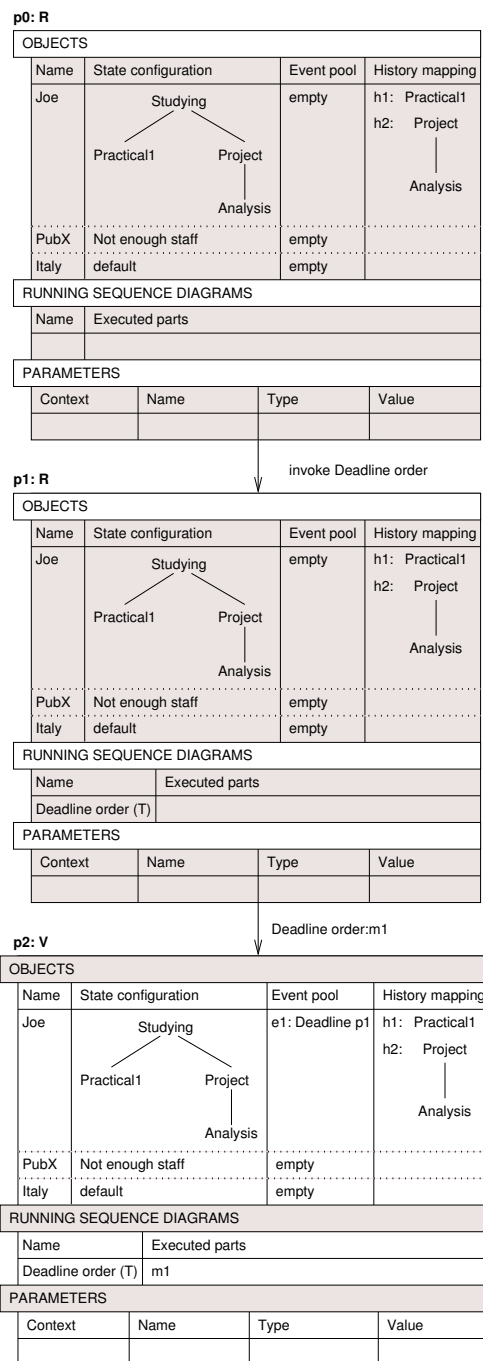 p0: R
OBJECTS
Name State configuration Event pool History mapping
Joe Studying empty h1: Practical1
h2: Project
Practical1 Project
Analysis
Analysis
PubX Not enough staff empty
Italy default empty
RUNNING SEQUENCE DIAGRAMS
Name Executed parts
PARAMETERS
Context Name Type Value
invoke Deadline order
p1: R
OBJECTS
Name State configuration Event pool History mapping
Joe Studying empty h1: Practical1
h2: Project
Practical1 Project
Analysis
Analysis
PubX Not enough staff empty
Italy default empty
RUNNING SEQUENCE DIAGRAMS
Name Executed parts
Deadline order (T)
PARAMETERS
Context Name Type Value
Deadline order:m1
p2: V
OBJECTS
Name State configuration Event pool History mapping
Joe Studying e1: Deadline p1 h1: Practical1
h2: Project
Practical1 Project
Analysis
Analysis
PubX Not enough staff empty
Italy default empty
RUNNING SEQUENCE DIAGRAMS
Name Executed parts
Deadline order (T) m1
PARAMETERS
Context Name Type Value